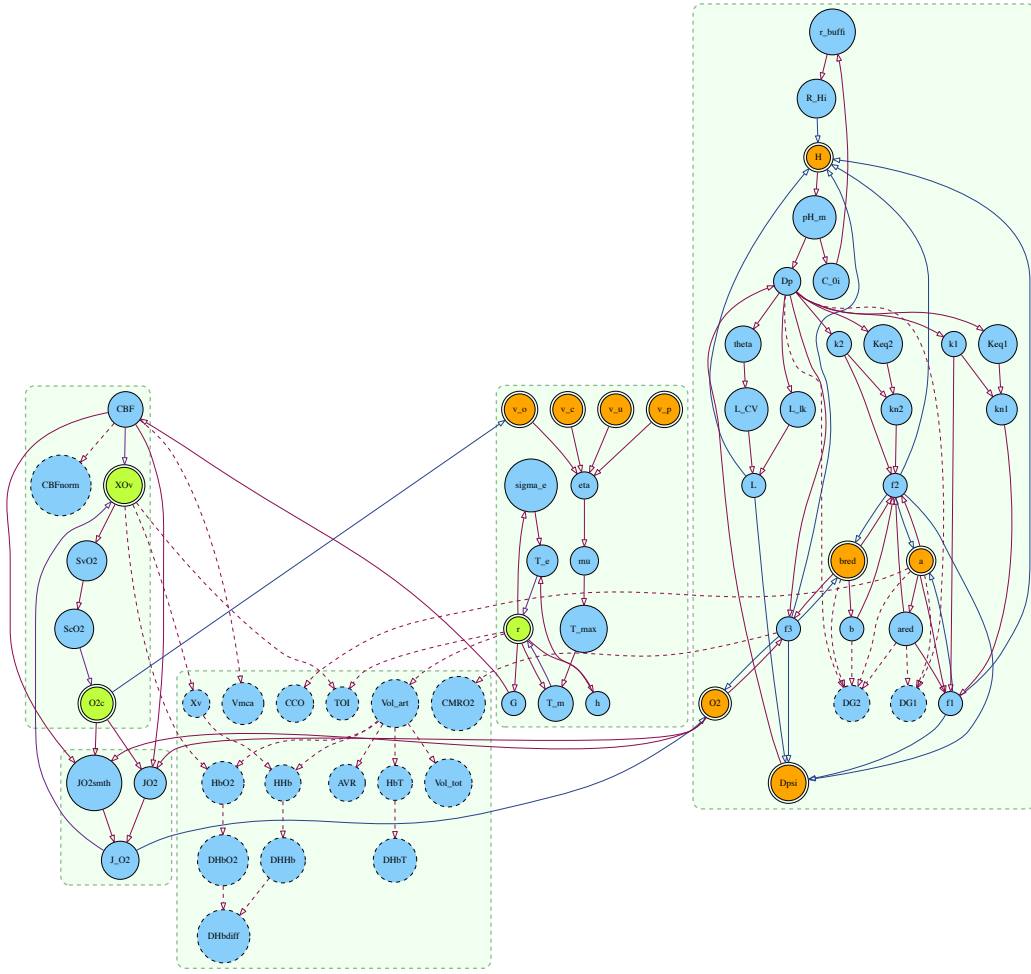 r_buffi
R_Hi
H
pH_m
Dp
C_0i
theta
k2
Keq2
k1
Keq1
CBF
v_o
v_c
v_u
v_p
L_CV
L_lk
kn2
kn1
CBFnorm
XOv
sigma_e
eta
L
f2
SvO2
T_e
mu
bred
a
ScO2
r
T_max
f3
b
ared
O2c
Xv
Vmca
CCO
TOI
Vol_art
CMRO2
G
T_m
h
O2
DG2
DG1
f1
JO2smth
JO2
HbO2
HHb
AVR
HbT
Vol_tot
Dpsi
J_O2
DHbO2
DHHb
DHbT
DHbdiff